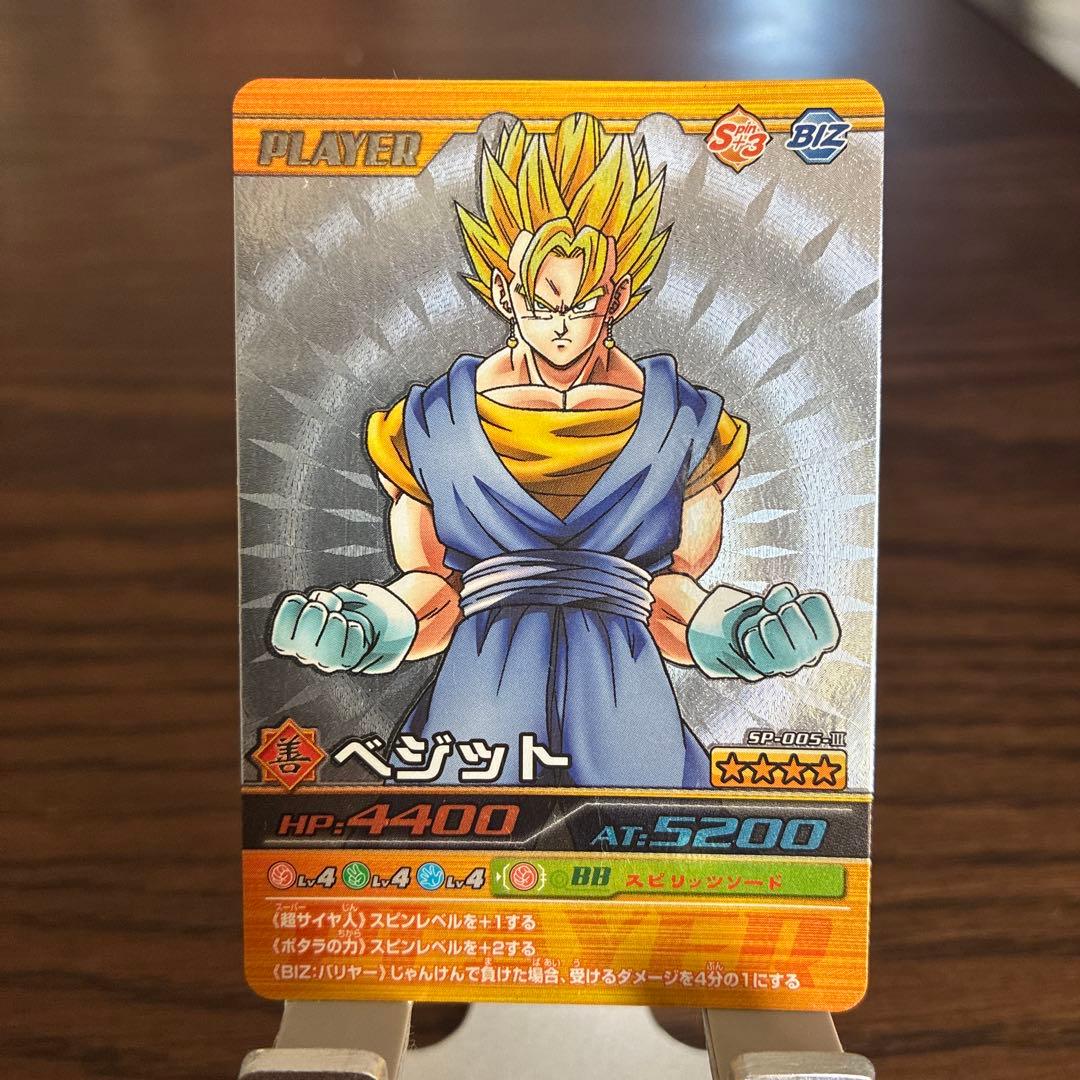 PLAYER
Spin+3
BIZ
SP-005-III
善 ベジット
HP:4400
AT:5200
Lv4 Lv4 Lv4 BB スピリッツソード
スーパー じん
《超サイヤ人》スピンレベルを+1する
ちから
《ポタラの力》スピンレベルを+2する
ま ばあい う ぶん
《BIZ:バリヤー》じゃんけんで負けた場合、受けるダメージを4分の1にする